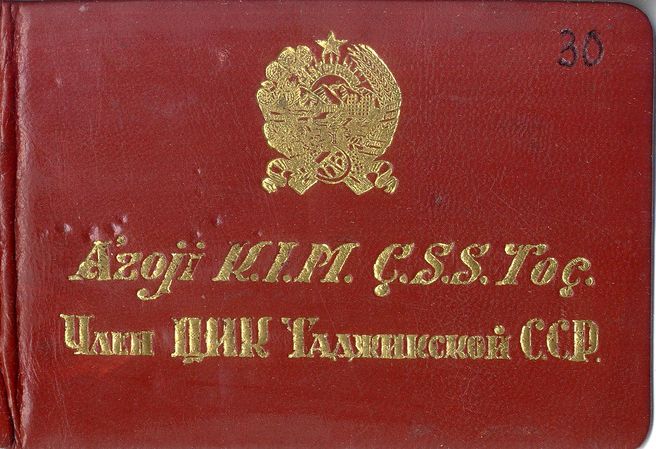 30
A'zoji K.I.M. Ç.S.S. Toç.
Член ЦИК Таджикской С.С.Р.